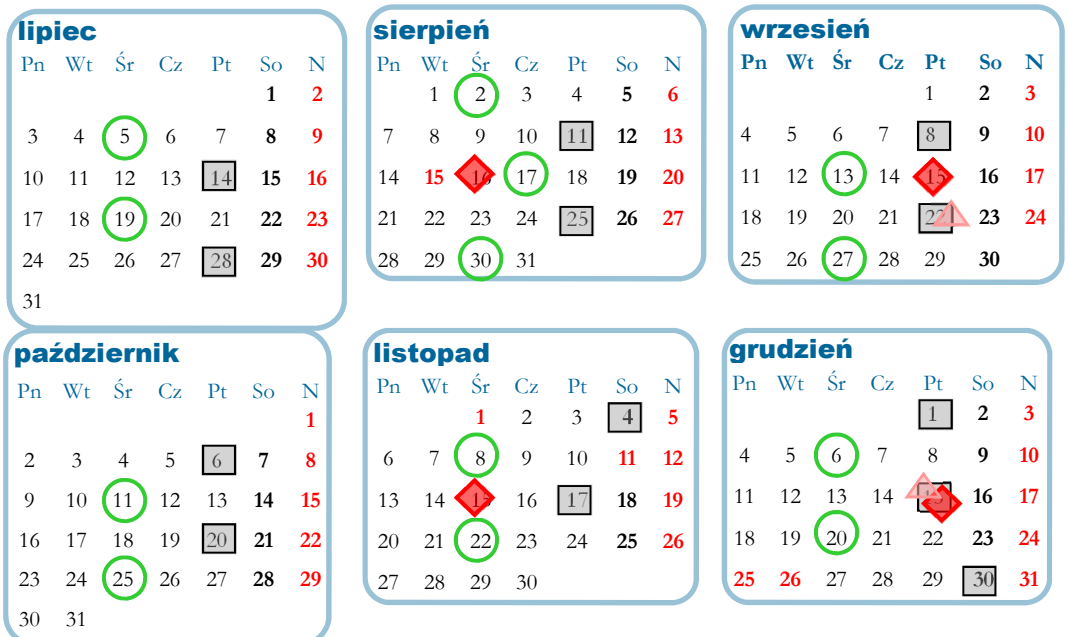 lipiec
Pn Wt Śr Cz Pt So N
1 2
3 4 5 6 7 8 9
10 11 12 13 14 15 16
17 18 19 20 21 22 23
24 25 26 27 28 29 30
31
sierpień
Pn Wt Śr Cz Pt So N
1 2 3 4 5 6
7 8 9 10 11 12 13
14 15 16 17 18 19 20
21 22 23 24 25 26 27
28 29 30 31
wrzesień
Pn Wt Śr Cz Pt So N
1 2 3
4 5 6 7 8 9 10
11 12 13 14 15 16 17
18 19 20 21 22 23 24
25 26 27 28 29 30
październik
Pn Wt Śr Cz Pt So N
1
2 3 4 5 6 7 8
9 10 11 12 13 14 15
16 17 18 19 20 21 22
23 24 25 26 27 28 29
30 31
listopad
Pn Wt Śr Cz Pt So N
1 2 3 4 5
6 7 8 9 10 11 12
13 14 15 16 17 18 19
20 21 22 23 24 25 26
27 28 29 30
grudzień
Pn Wt Śr Cz Pt So N
1 2 3
4 5 6 7 8 9 10
11 12 13 14 15 16 17
18 19 20 21 22 23 24
25 26 27 28 29 30 31